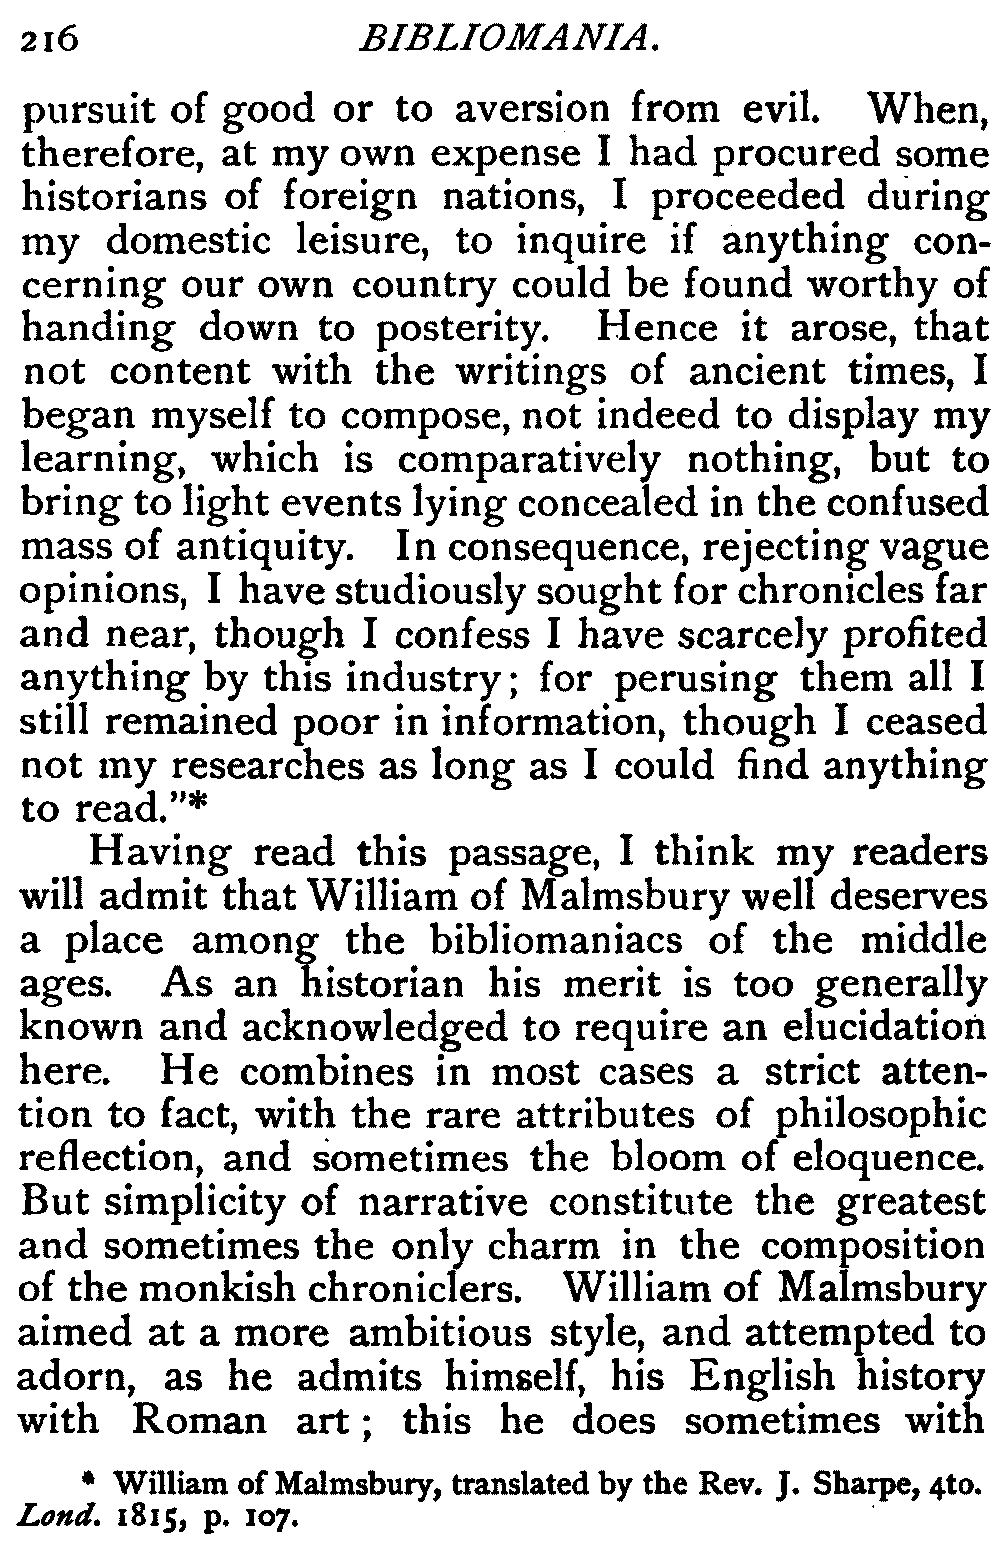 216 BIBLIOMANIA.
pursuit of good or to aversion from evil. When,
therefore, at my own expense I had procured some
historians of foreign nations, I proceeded during
my domestic leisure, to inquire if anything con-
cerning our own country could be found worthy of
handing down to posterity. Hence it arose, that
not content with the writings of ancient times, I
began myself to compose, not indeed to display my
learning, which is comparatively nothing, but to
bring to light events lying concealed in the confused
mass of antiquity. In consequence, rejecting vague
opinions, I have studiously sought for chronicles far
and near, though I confess I have scarcely profited
anything by this industry; for perusing them all I
still remained poor in information, though I ceased
not my researches as long as I could find anything
to read."*
Having read this passage, I think my readers
will admit that William of Malmsbury well deserves
a place among the bibliomaniacs of the middle
ages. As an historian his merit is too generally
known and acknowledged to require an elucidation
here. He combines in most cases a strict atten-
tion to fact, with the rare attributes of philosophic
reflection, and sometimes the bloom of eloquence.
But simplicity of narrative constitute the greatest
and sometimes the only charm in the composition
of the monkish chroniclers. William of Malmsbury
aimed at a more ambitious style, and attempted to
adorn, as he admits himself, his English history
with Roman art; this he does sometimes with
* William of Malmsbury, translated by the Rev. J. Sharpe, 4to.
Lond. 1815, p. 107.